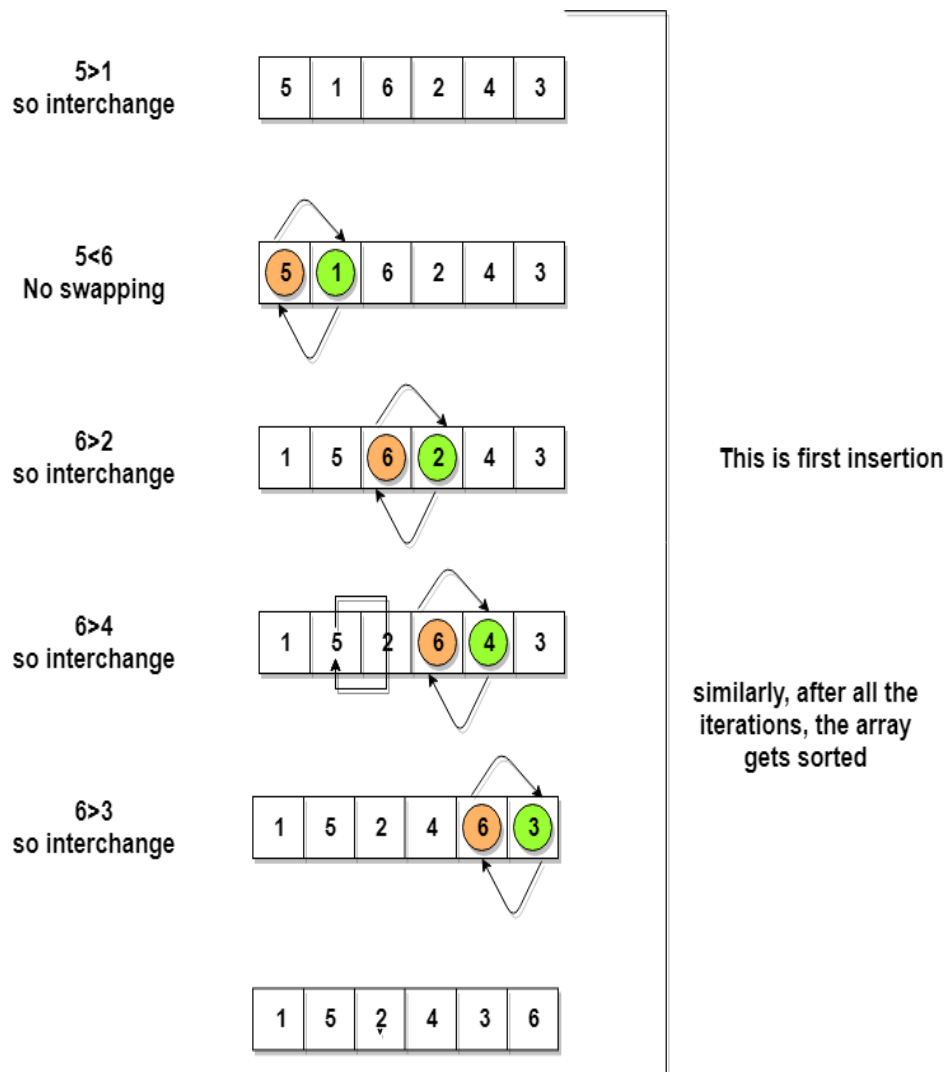 5>1
so interchange
5 1 6 2 4 3
5<6
No swapping
5 1 6 2 4 3
6>2
so interchange
1 5 6 2 4 3
This is first insertion
6>4
so interchange
1 5 2 6 4 3
similarly, after all the
iterations, the array
gets sorted
6>3
so interchange
1 5 2 4 6 3
1 5 2 4 3 6